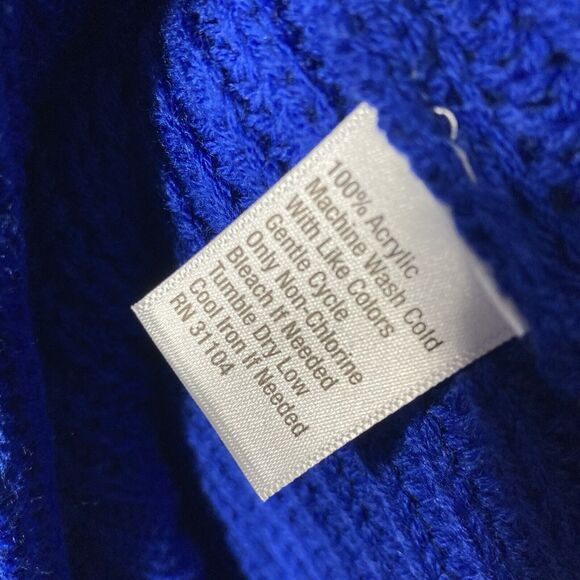 100% Acrylic
Machine Wash Cold
With Like Colors
Gentle Cycle
Only Non-Chlorine
Bleach If Needed
Tumble Dry Low
Cool Iron If Needed
RN 31104